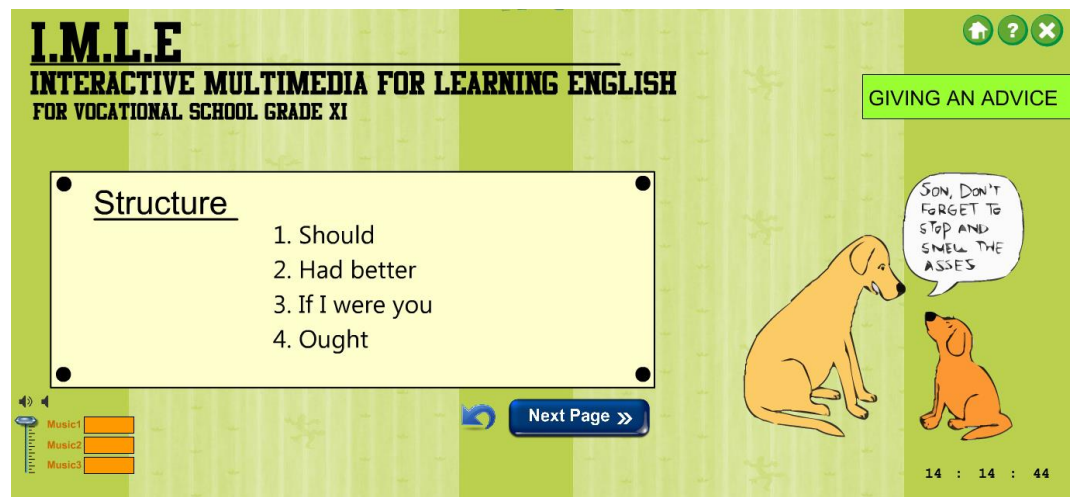 I.M.L.E
INTERACTIVE MULTIMEDIA FOR LEARNING ENGLISH
FOR VOCATIONAL SCHOOL GRADE XI
?
GIVING AN ADVICE
Structure
1. Should
2. Had better
3. If I were you
4. Ought
SON, DON'T
FORGET TO
STOP AND
SMELL THE
ASSES
Next Page »
Music1
Music2
Music3
14 : 14 : 44